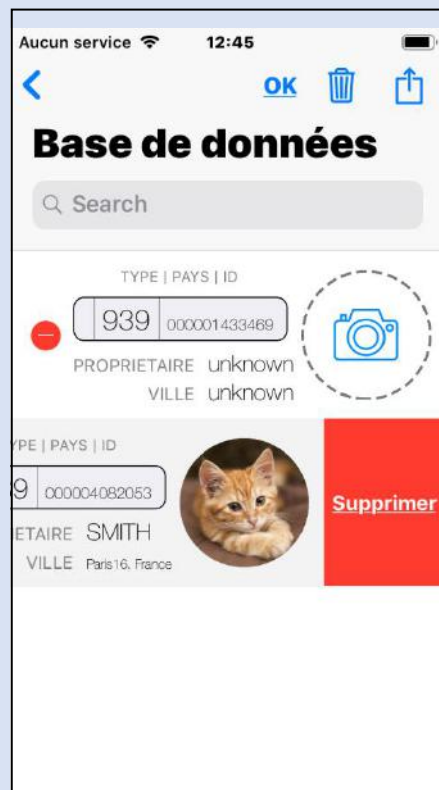 Aucun service 12:45
OK
Base de données
Search
TYPE | PAYS | ID
939 000001433469
PROPRIETAIRE unknown
VILLE unknown
YPE | PAYS | ID
39 000004082053
IETAIRE SMITH
VILLE Paris16, France
Supprimer